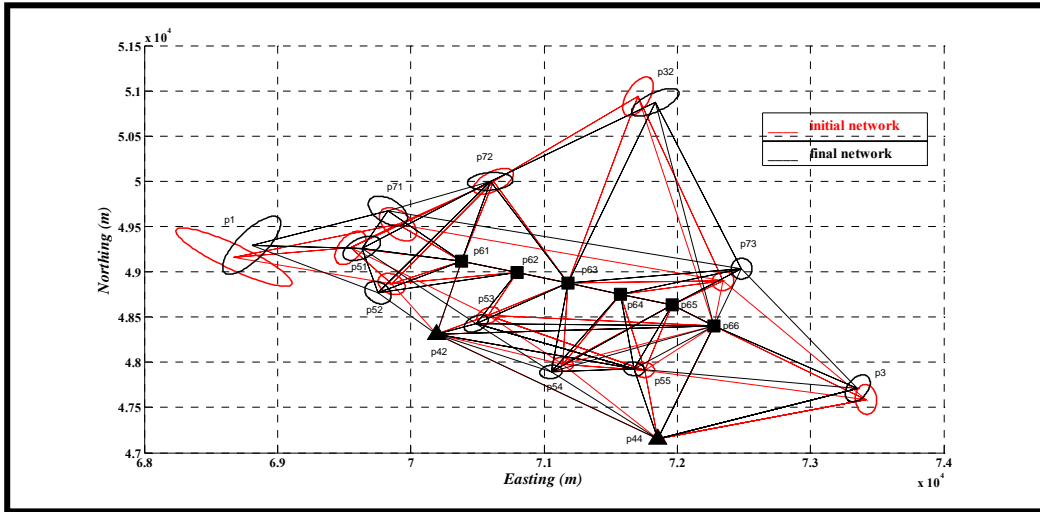 x 10⁴
5.15
5.1
5.05
5
4.95
4.9
4.85
4.8
4.75
4.7
Northing (m)
p32
initial network
final network
p72
p71
p1
p73
p61
p62
p63
p51
p64
p65
p52
p53
p66
p42
p54
p55
p3
p44
6.8
6.9
7
7.1
7.2
7.3
7.4
Easting (m)
x 10⁴